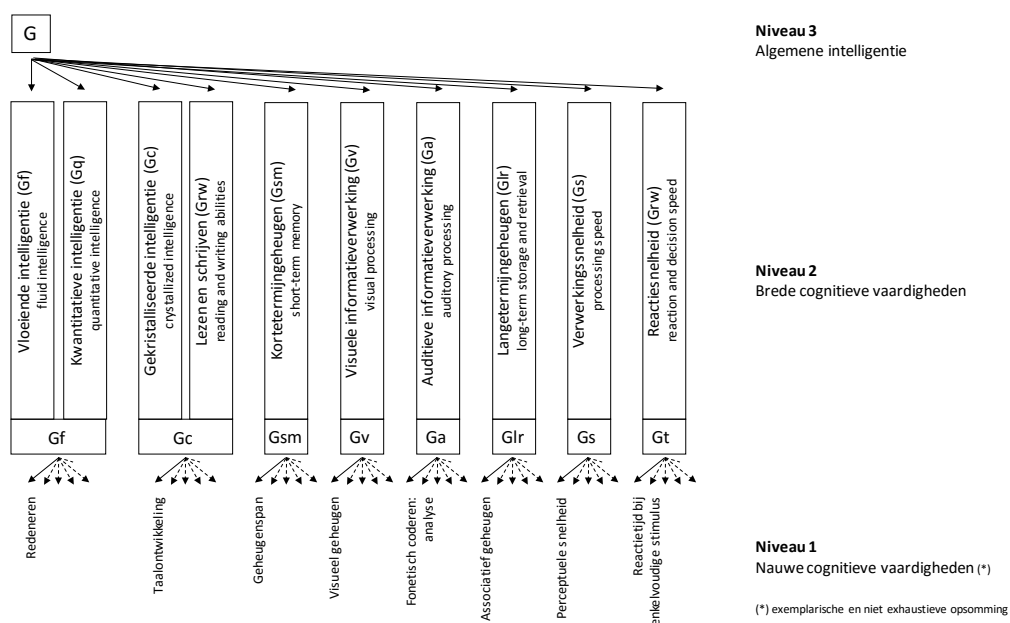 G
Niveau 3
Algemene intelligentie
Vloeiende intelligentie (Gf)
fluid intelligence
Kwantitatieve intelligentie (Gq)
quantitative intelligence
Gekristalliseerde intelligentie (Gc)
crystallized intelligence
Lezen en schrijven (Grw)
reading and writing abilities
Kortetermijngeheugen (Gsm)
short-term memory
Visuele informatieverwerking (Gv)
visual processing
Auditieve informatieverwerking (Ga)
auditory processing
Langetermijngeheugen (Glr)
long-term storage and retrieval
Verwerkingssnelheid (Gs)
processing speed
Reactiesnelheid (Grw)
reaction and decision speed
Niveau 2
Brede cognitieve vaardigheden
Gf
Gc
Gsm
Gv
Ga
Glr
Gs
Gt
Redeneren
Taalontwikkeling
Geheugenspan
Visueel geheugen
Fonetisch coderen:
analyse
Associatief geheugen
Perceptuele snelheid
Reactietijd bij
enkelvoudige stimulus
Niveau 1
Nauwe cognitieve vaardigheden (*)
(*) exemplarische en niet exhaustieve opsomming